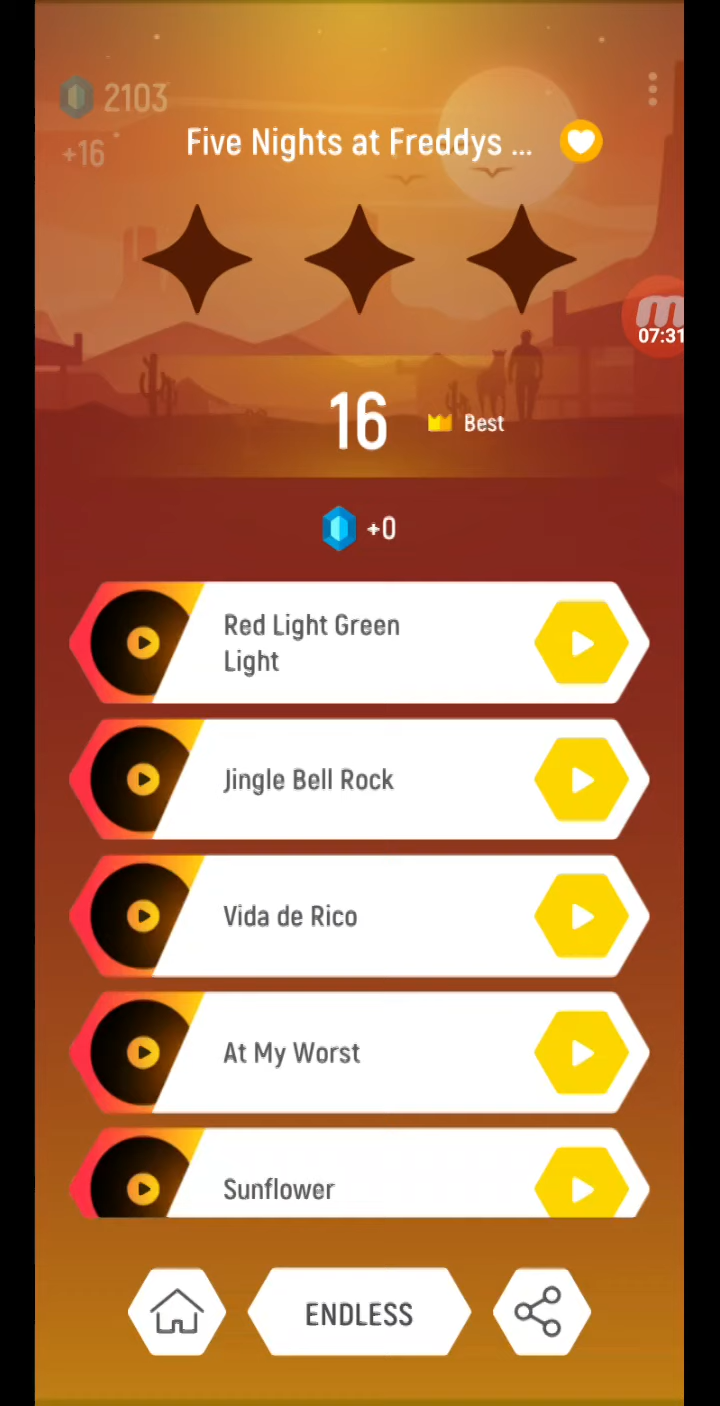 2103
+16
Five Nights at Freddys ...
m
07:31
16
Best
+0
Red Light Green
Light
Jingle Bell Rock
Vida de Rico
At My Worst
Sunflower
ENDLESS